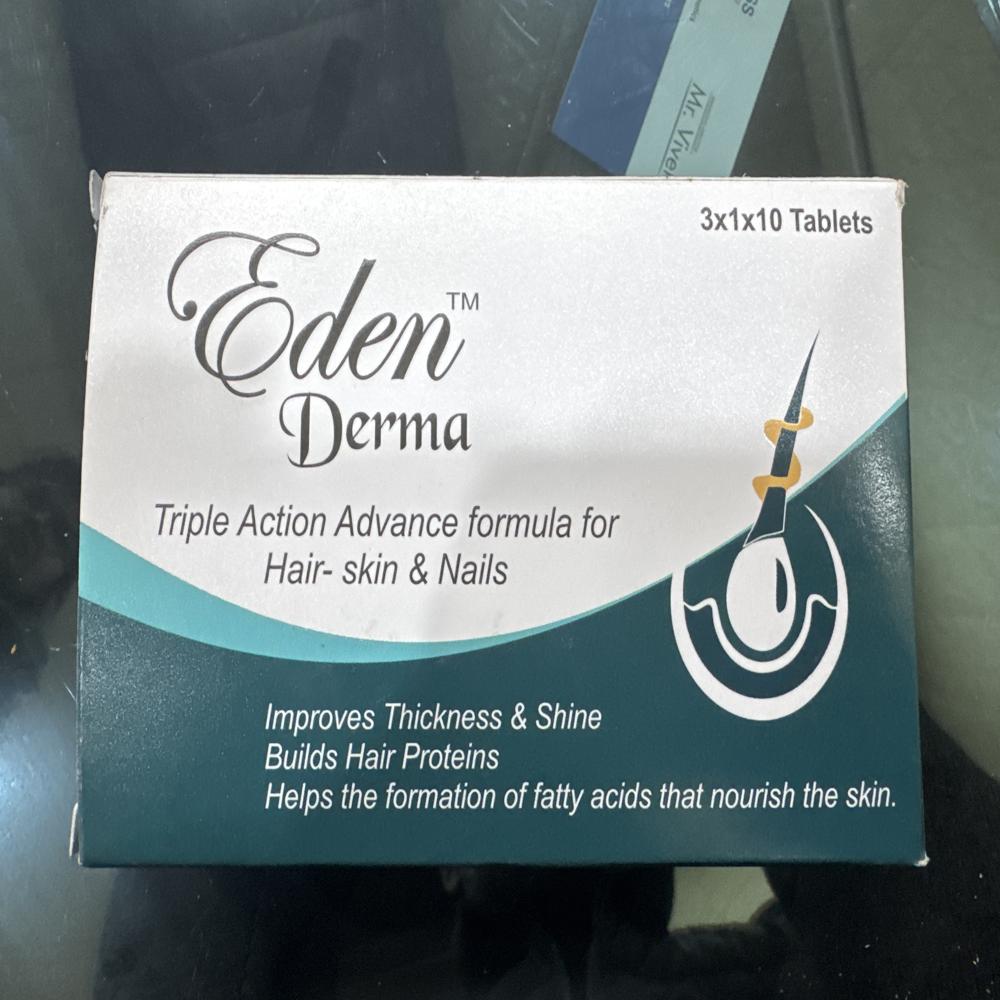 Mr.
3x1x10 Tablets
Eden™
Derma
Triple Action Advance formula for
Hair- skin & Nails
Improves Thickness & Shine
Builds Hair Proteins
Helps the formation of fatty acids that nourish the skin.